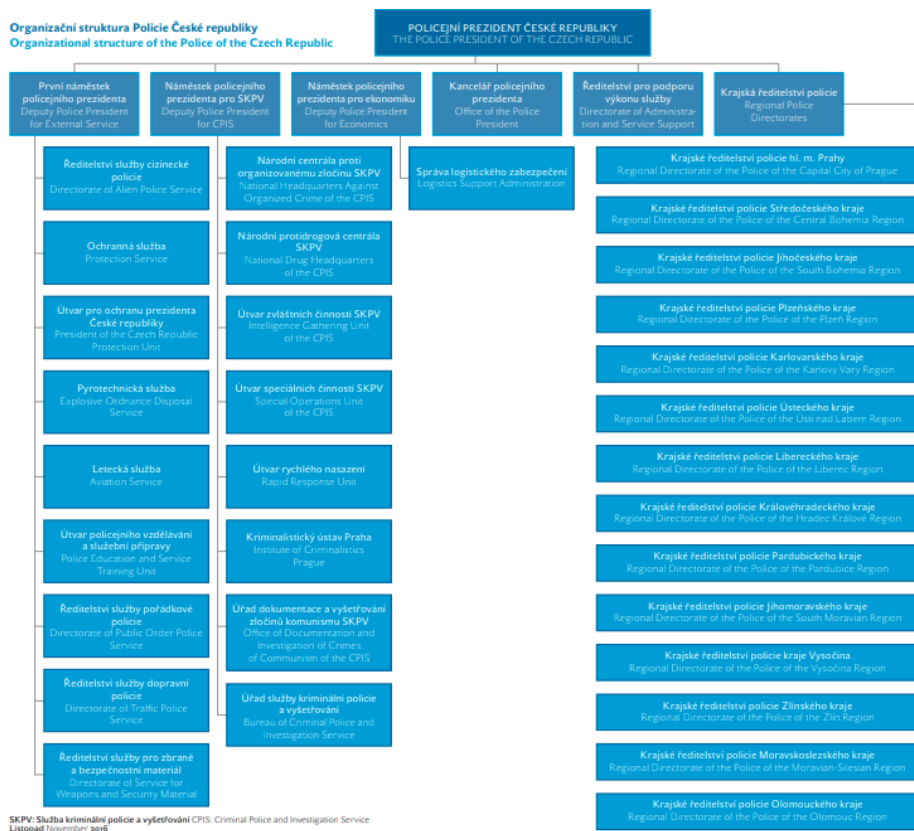 Organizační struktura Policie České republiky
Organizational structure of the Police of the Czech Republic
POLICEJNÍ PREZIDENT ČESKÉ REPUBLIKY
THE POLICE PRESIDENT OF THE CZECH REPUBLIC
První náměstek
policejního prezidenta
Deputy Police President
for External Service
Náměstek policejního
prezidenta pro SKPV
Deputy Police President
for CPIS
Náměstek policejního
prezidenta pro ekonomiku
Deputy Police President
for Economics
Kancelář policejního
prezidenta
Office of the Police
President
Ředitelství pro podporu
výkonu služby
Directorate of Administra-
tion and Service Support
Krajská ředitelství policie
Regional Police
Directorates
Ředitelství služby cizinecké
policie
Directorate of Alien Police Service
Ochranná služba
Protection Service
Útvar pro ochranu prezidenta
České republiky
President of the Czech Republic
Protection Unit
Pyrotechnická služba
Explosive Ordnance Disposal
Service
Letecká služba
Aviation Service
Útvar policejního vzdělávání
a služební přípravy
Police Education and Service
Training Unit
Ředitelství služby pořádkové
policie
Directorate of Public Order Police
Service
Ředitelství služby dopravní
policie
Directorate of Traffic Police
Service
Ředitelství služby pro zbraně
a bezpečnostní materiál
Directorate of Service for
Weapons and Security Material
Národní centrála proti
organizovanému zločinu SKPV
National Headquarters Against
Organized Crime of the CPIS
Národní protidrogová centrála
SKPV
National Drug Headquarters
of the CPIS
Útvar zvláštních činností SKPV
Intelligence Gathering Unit
of the CPIS
Útvar speciálních činností SKPV
Special Operations Unit
of the CPIS
Útvar rychlého nasazení
Rapid Response Unit
Kriminalistický ústav Praha
Institute of Criminalistics
Prague
Úřad dokumentace a vyšetřování
zločinů komunismu SKPV
Office of Documentation and
Investigation of Crimes
of Communism of the CPIS
Úřad služby kriminální policie
a vyšetřování
Bureau of Criminal Police and
Investigation Service
Správa logistického zabezpečení
Logistics Support Administration
Krajské ředitelství policie hl. m. Prahy
Regional Directorate of the Police of the Capital City of Prague
Krajské ředitelství policie Středočeského kraje
Regional Directorate of the Police of the Central Bohemia Region
Krajské ředitelství policie Jihočeského kraje
Regional Directorate of the Police of the South Bohemia Region
Krajské ředitelství policie Plzeňského kraje
Regional Directorate of the Police of the Plzeň Region
Krajské ředitelství policie Karlovarského kraje
Regional Directorate of the Police of the Karlovy Vary Region
Krajské ředitelství policie Ústeckého kraje
Regional Directorate of the Police of the Ústí nad Labem Region
Krajské ředitelství policie Libereckého kraje
Regional Directorate of the Police of the Liberec Region
Krajské ředitelství policie Královéhradeckého kraje
Regional Directorate of the Police of the Hradec Králové Region
Krajské ředitelství policie Pardubického kraje
Regional Directorate of the Police of the Pardubice Region
Krajské ředitelství policie Jihomoravského kraje
Regional Directorate of the Police of the South Moravian Region
Krajské ředitelství policie kraje Vysočina
Regional Directorate of the Police of the Vysočina Region
Krajské ředitelství policie Zlínského kraje
Regional Directorate of the Police of the Zlín Region
Krajské ředitelství policie Moravskoslezského kraje
Regional Directorate of the Police of the Moravian-Silesian Region
Krajské ředitelství policie Olomouckého kraje
Regional Directorate of the Police of the Olomouc Region
SKPV: Služba kriminální policie a vyšetřování CPIS: Criminal Police and Investigation Service
Listopad November 2016